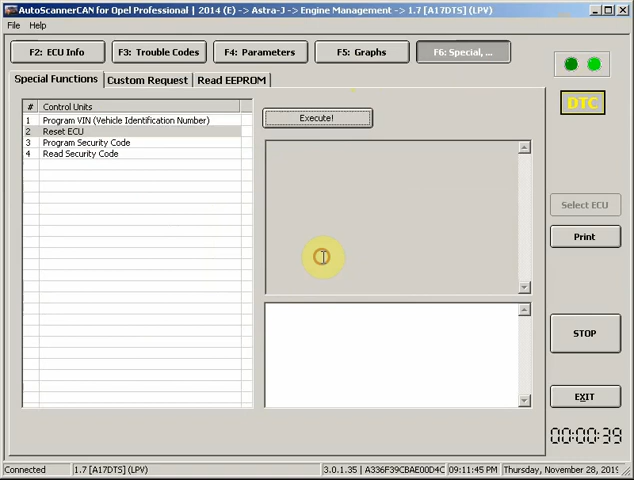 AutoScannerCAN for Opel Professional | 2014 (E) -> Astra-J -> Engine Management -> 1.7 [A17DTS] (LPV)
File Help
F2: ECU Info F3: Trouble Codes F4: Parameters F5: Graphs F6: Special, ...
Special Functions Custom Request Read EEPROM
DTC
# Control Units
1 Program VIN (Vehicle Identification Number)
2 Reset ECU
3 Program Security Code
4 Read Security Code
Execute!
Select ECU
Print
STOP
EXIT
00:00:39
Connected 1.7 [A17DTS] (LPV) 3.0.1.35 A336F39CBAE00D4C 09:11:45 PM Thursday, November 28, 2019